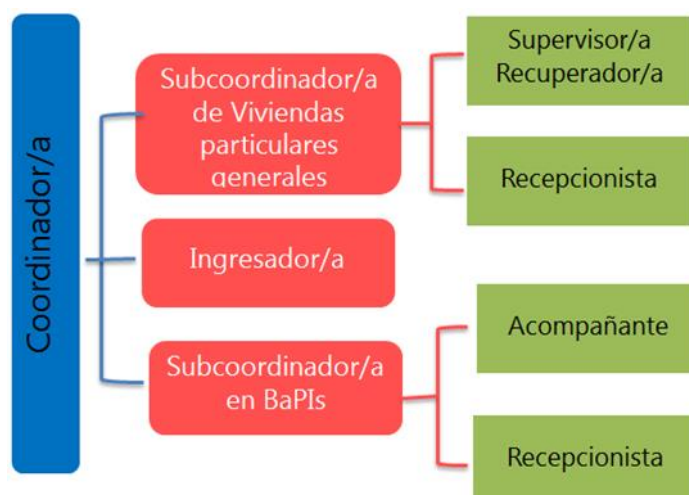 Coordinador/a
Subcoordinador/a
de Viviendas
particulares
generales
Supervisor/a
Recuperador/a
Recepcionista
Ingresador/a
Subcoordinador/a
en BaPIs
Acompañante
Recepcionista